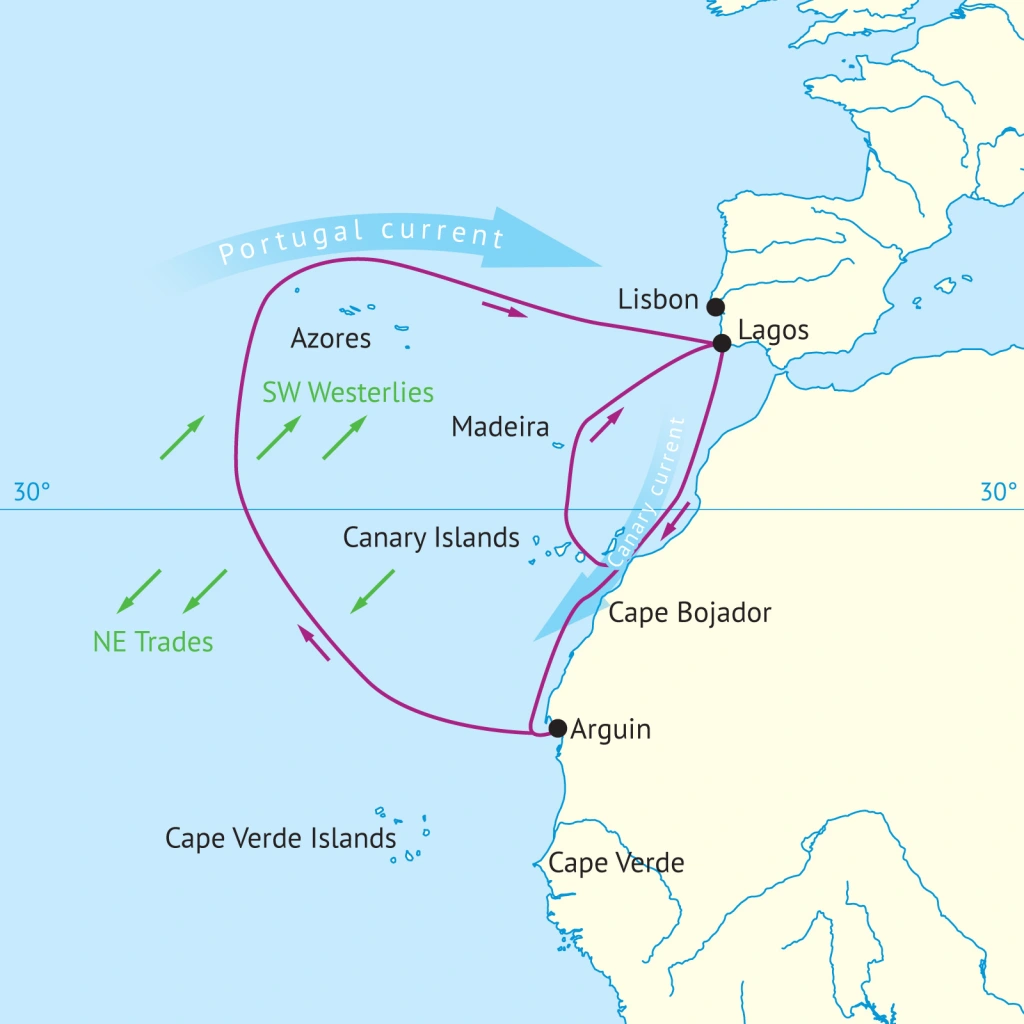 Portugal current
Lisbon
Lagos
Azores
SW Westerlies
Madeira
Canary current
30°
30°
Canary Islands
Cape Bojador
NE Trades
Arguin
Cape Verde Islands
Cape Verde